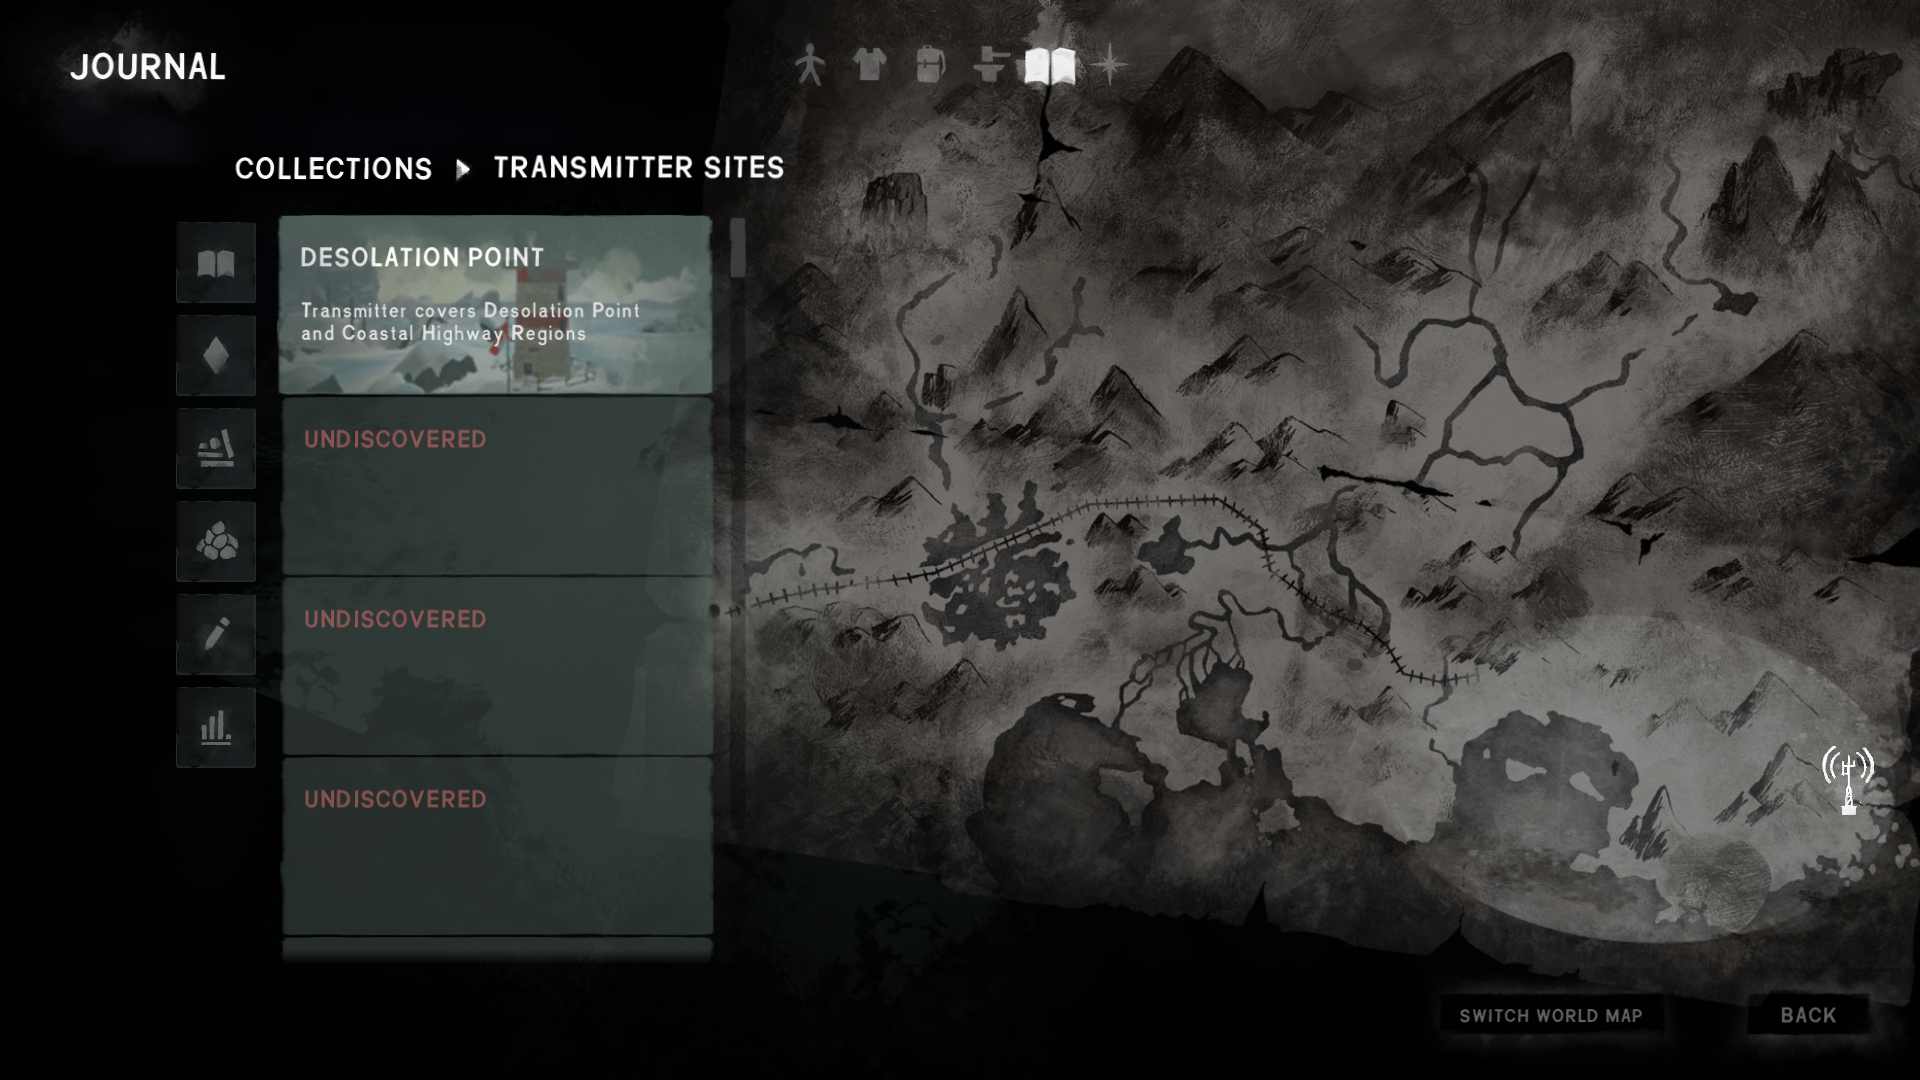 JOURNAL
COLLECTIONS TRANSMITTER SITES
DESOLATION POINT
Transmitter covers Desolation Point
and Coastal Highway Regions
UNDISCOVERED
UNDISCOVERED
UNDISCOVERED
SWITCH WORLD MAP
BACK